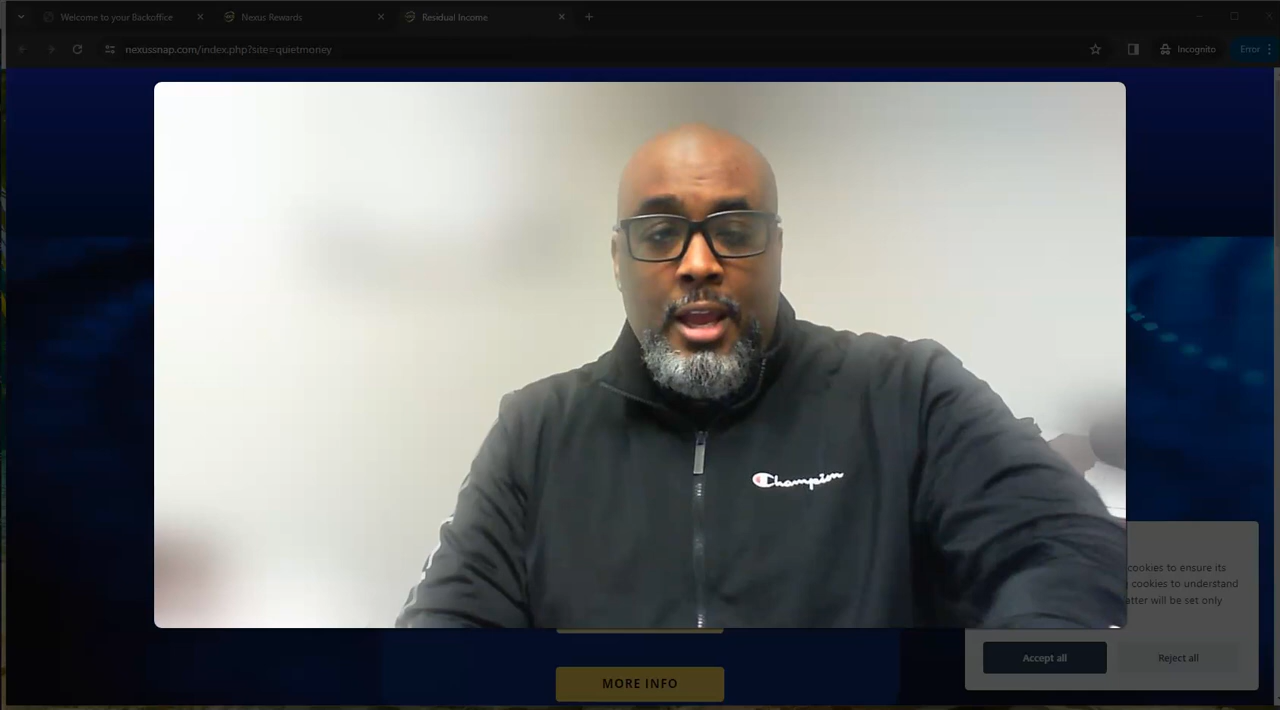 Welcome to your Backoffice
Nexus Rewards
Residual Income
nexussnap.com/index.php?site=quietmoney
Incognito
Error
Champion
cookies to ensure its
cookies to understand
atter will be set only
Accept all
Reject all
MORE INFO